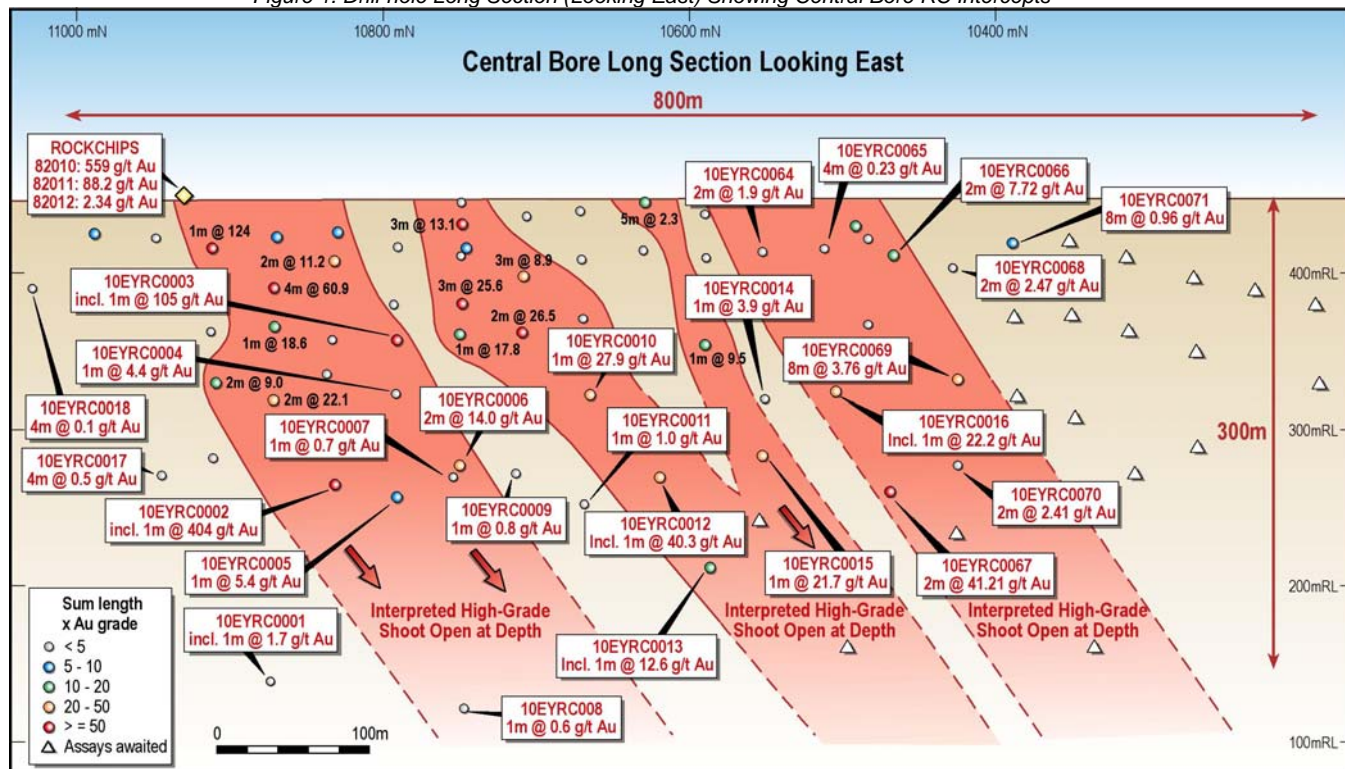 Figure 1: Drill hole Long Section (Looking East) Showing Central Bore RC Intercepts
11000 mN
10800 mN
10600 mN
10400 mN
Central Bore Long Section Looking East
800m
ROCKCHIPS
82010: 559 g/t Au
82011: 88.2 g/t Au
82012: 2.34 g/t Au
10EYRC0064
2m @ 1.9 g/t Au
10EYRC0065
4m @ 0.23 g/t Au
10EYRC0066
2m @ 7.72 g/t Au
10EYRC0071
8m @ 0.96 g/t Au
1m @ 124
3m @ 13.1
5m @ 2.3
2m @ 11.2
3m @ 8.9
10EYRC0003
incl. 1m @ 105 g/t Au
4m @ 60.9
3m @ 25.6
10EYRC0014
1m @ 3.9 g/t Au
10EYRC0068
2m @ 2.47 g/t Au
400mRL
2m @ 26.5
1m @ 18.6
1m @ 17.8
10EYRC0010
1m @ 27.9 g/t Au
1m @ 9.5
10EYRC0069
8m @ 3.76 g/t Au
10EYRC0004
1m @ 4.4 g/t Au
2m @ 9.0
2m @ 22.1
10EYRC0006
2m @ 14.0 g/t Au
10EYRC0018
4m @ 0.1 g/t Au
10EYRC0007
1m @ 0.7 g/t Au
10EYRC0011
1m @ 1.0 g/t Au
10EYRC0016
Incl. 1m @ 22.2 g/t Au
300m
300mRL
10EYRC0017
4m @ 0.5 g/t Au
10EYRC0002
incl. 1m @ 404 g/t Au
10EYRC0009
1m @ 0.8 g/t Au
10EYRC0012
Incl. 1m @ 40.3 g/t Au
10EYRC0070
2m @ 2.41 g/t Au
10EYRC0005
1m @ 5.4 g/t Au
10EYRC0015
1m @ 21.7 g/t Au
10EYRC0067
2m @ 41.21 g/t Au
200mRL
Interpreted High-Grade
Shoot Open at Depth
Interpreted High-Grade
Shoot Open at Depth
Interpreted High-Grade
Shoot Open at Depth
10EYRC0001
incl. 1m @ 1.7 g/t Au
10EYRC0013
Incl. 1m @ 12.6 g/t Au
10EYRC008
1m @ 0.6 g/t Au
Sum length
x Au grade
< 5
5 - 10
10 - 20
20 - 50
> = 50
Assays awaited
0
100m
100mRL